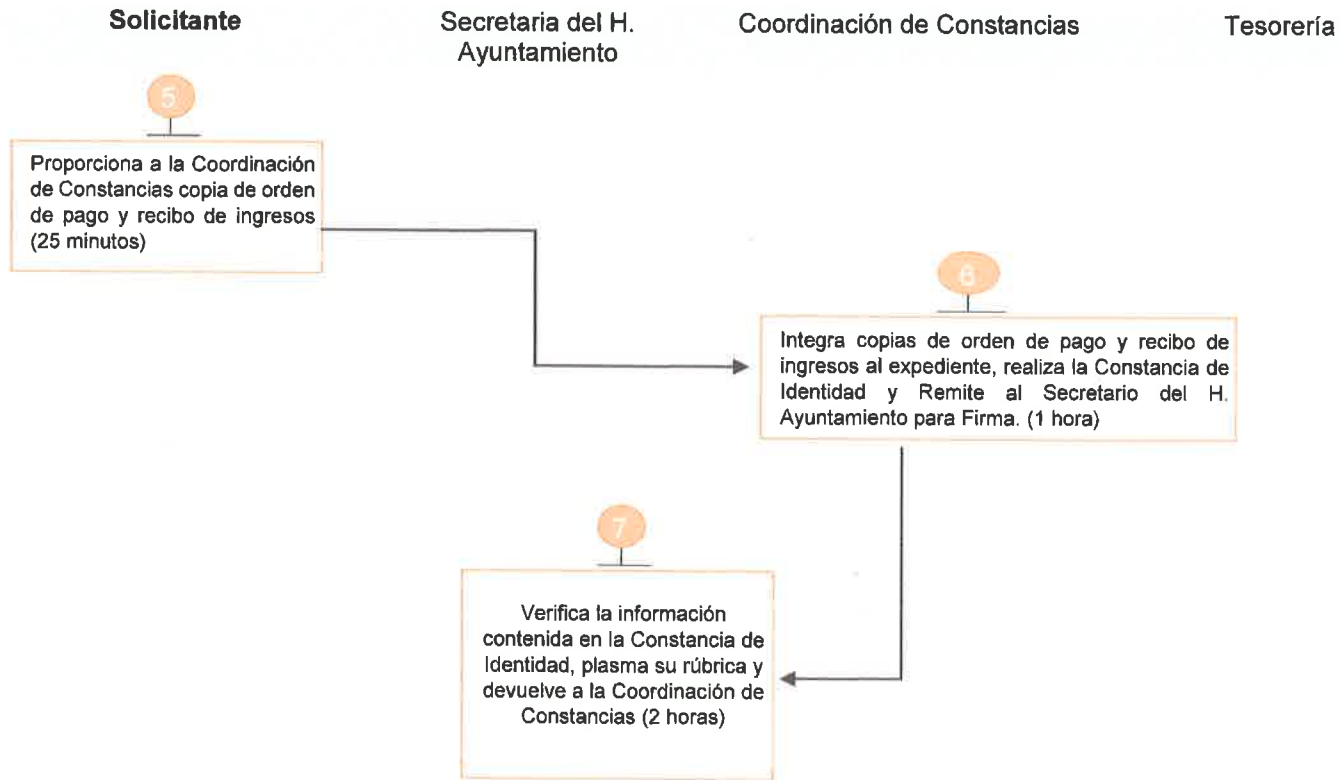 Solicitante
Secretaria del H.
Ayuntamiento
Coordinación de Constancias
Tesorería
5
Proporciona a la Coordinación
de Constancias copia de orden
de pago y recibo de ingresos
(25 minutos)
6
Integra copias de orden de pago y recibo de
ingresos al expediente, realiza la Constancia de
Identidad y Remite al Secretario del H.
Ayuntamiento para Firma. (1 hora)
7
Verifica la información
contenida en la Constancia de
Identidad, plasma su rúbrica y
devuelve a la Coordinación de
Constancias (2 horas)